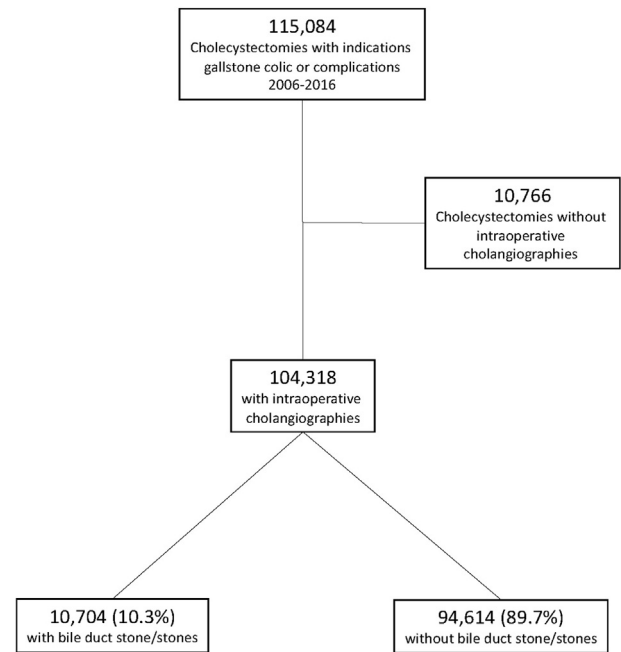 115,084
Cholecystectomies with indications
gallstone colic or complications
2006-2016
10,766
Cholecystectomies without
intraoperative
cholangiographies
104,318
with intraoperative
cholangiographies
10,704 (10.3%)
with bile duct stone/stones
94,614 (89.7%)
without bile duct stone/stones